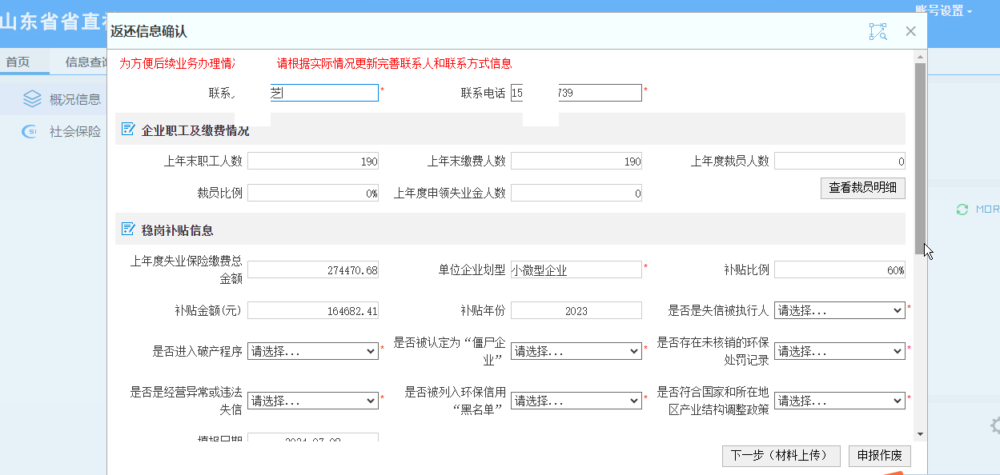 山东省省直社
账号设置
返还信息确认
首页 信息查询
为方便后续业务办理情 请根据实际情况更新完善联系人和联系方式信息
联系 芝 * 联系电话 15 739 *
概况信息
社会保险
企业职工及缴费情况
上年末职工人数 190 上年末缴费人数 190 上年度裁员人数 0
裁员比例 0% 上年度申领失业金人数 0 查看裁员明细
MOR
稳岗补贴信息
上年度失业保险缴费总金额 274470.68 单位企业划型 小微型企业 * 补贴比例 60%
补贴金额(元) 164682.41 补贴年份 2023 是否是失信被执行人 请选择... *
是否进入破产程序 请选择... * 是否被认定为“僵尸企业” 请选择... * 是否存在未核销的环保处罚记录 请选择... *
是否是经营异常或违法失信 请选择... * 是否被列入环保信用“黑名单” 请选择... * 是否符合国家和所在地区产业结构调整政策 请选择... *
填报日期 2024-07-08
下一步（材料上传） 申报作废